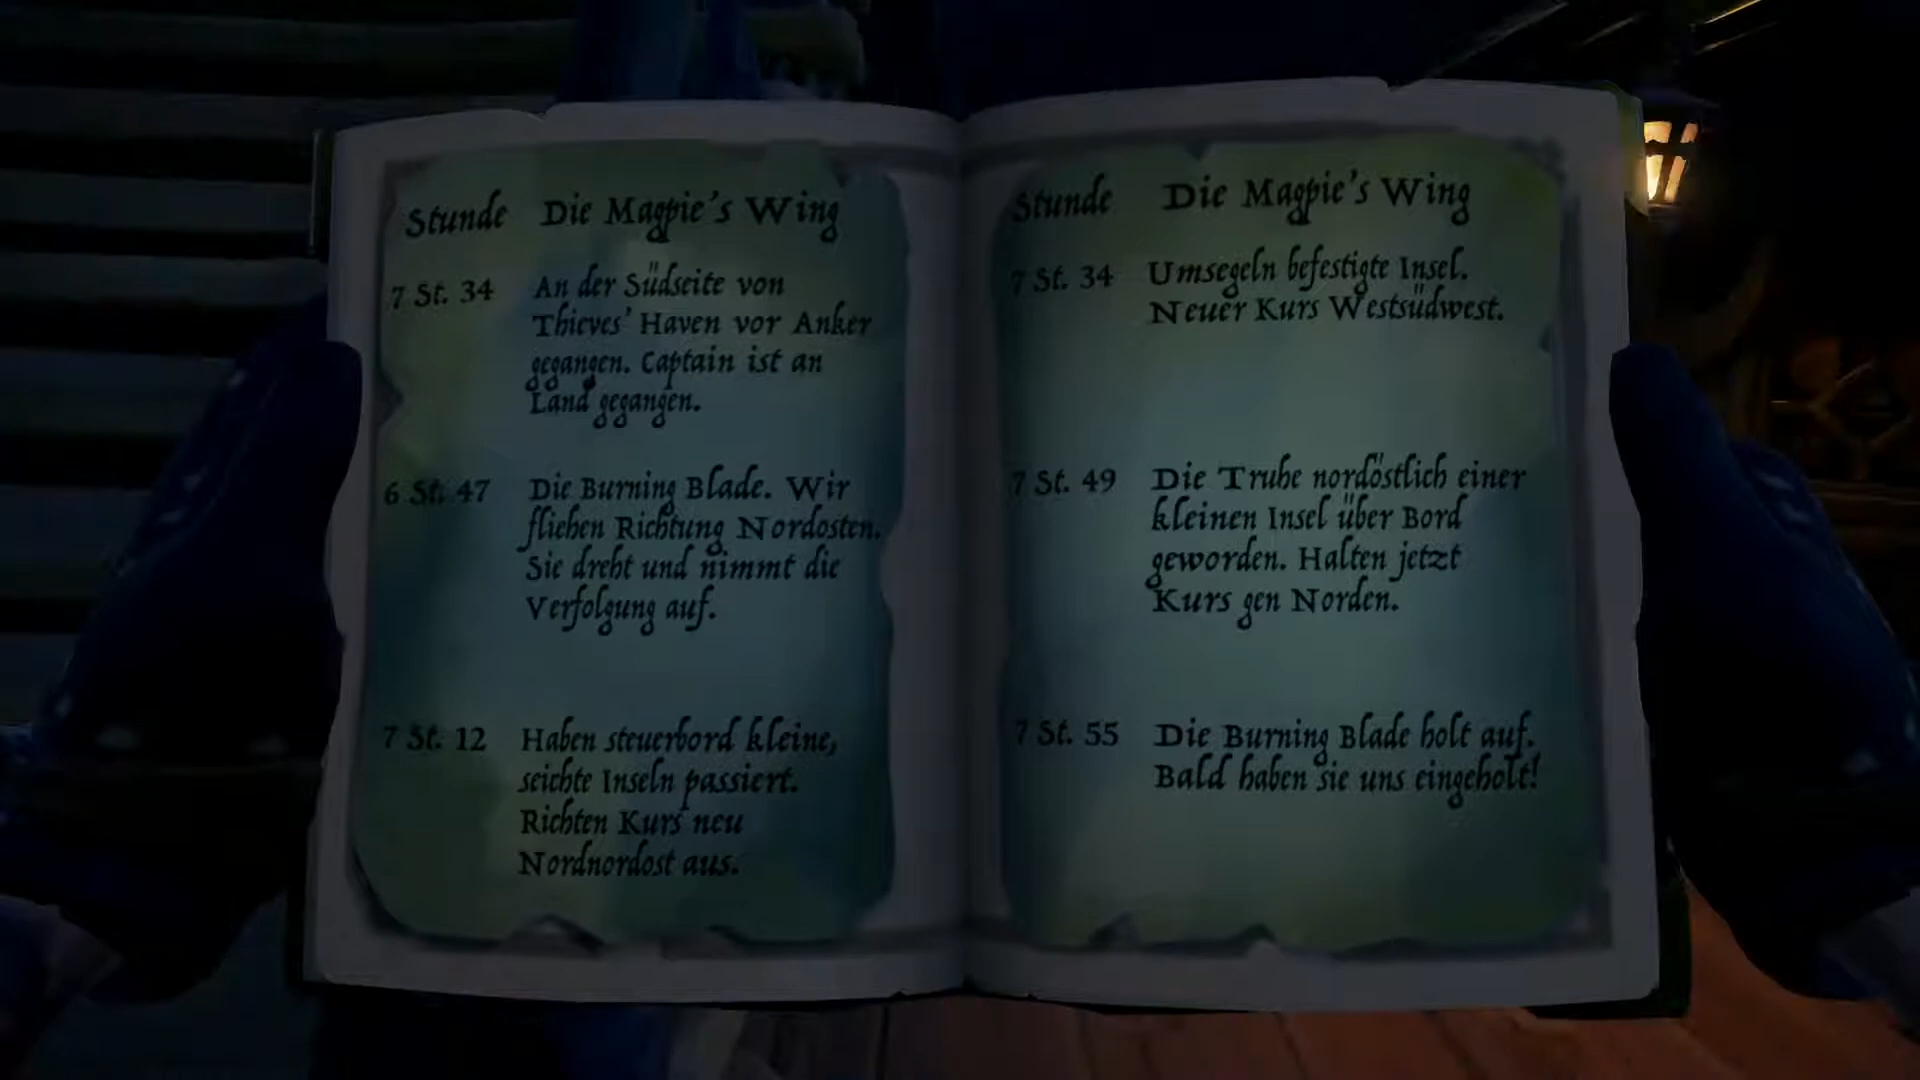 Stunde Die Magpie's Wing
7 St. 34 An der Südseite von
Thieves' Haven vor Anker
gegangen. Captain ist an
Land gegangen.
6 St. 47 Die Burning Blade. Wir
fliehen Richtung Nordosten.
Sie dreht und nimmt die
Verfolgung auf.
7 St. 12 Haben steuerbord kleine,
seichte Inseln passiert.
Richten Kurs neu
Nordnordost aus.
Stunde Die Magpie's Wing
7 St. 34 Umsegeln befestigte Insel.
Neuer Kurs Westsüdwest.
7 St. 49 Die Truhe nordöstlich einer
kleinen Insel über Bord
geworden. Halten jetzt
Kurs gen Norden.
7 St. 55 Die Burning Blade holt auf.
Bald haben sie uns eingeholt!